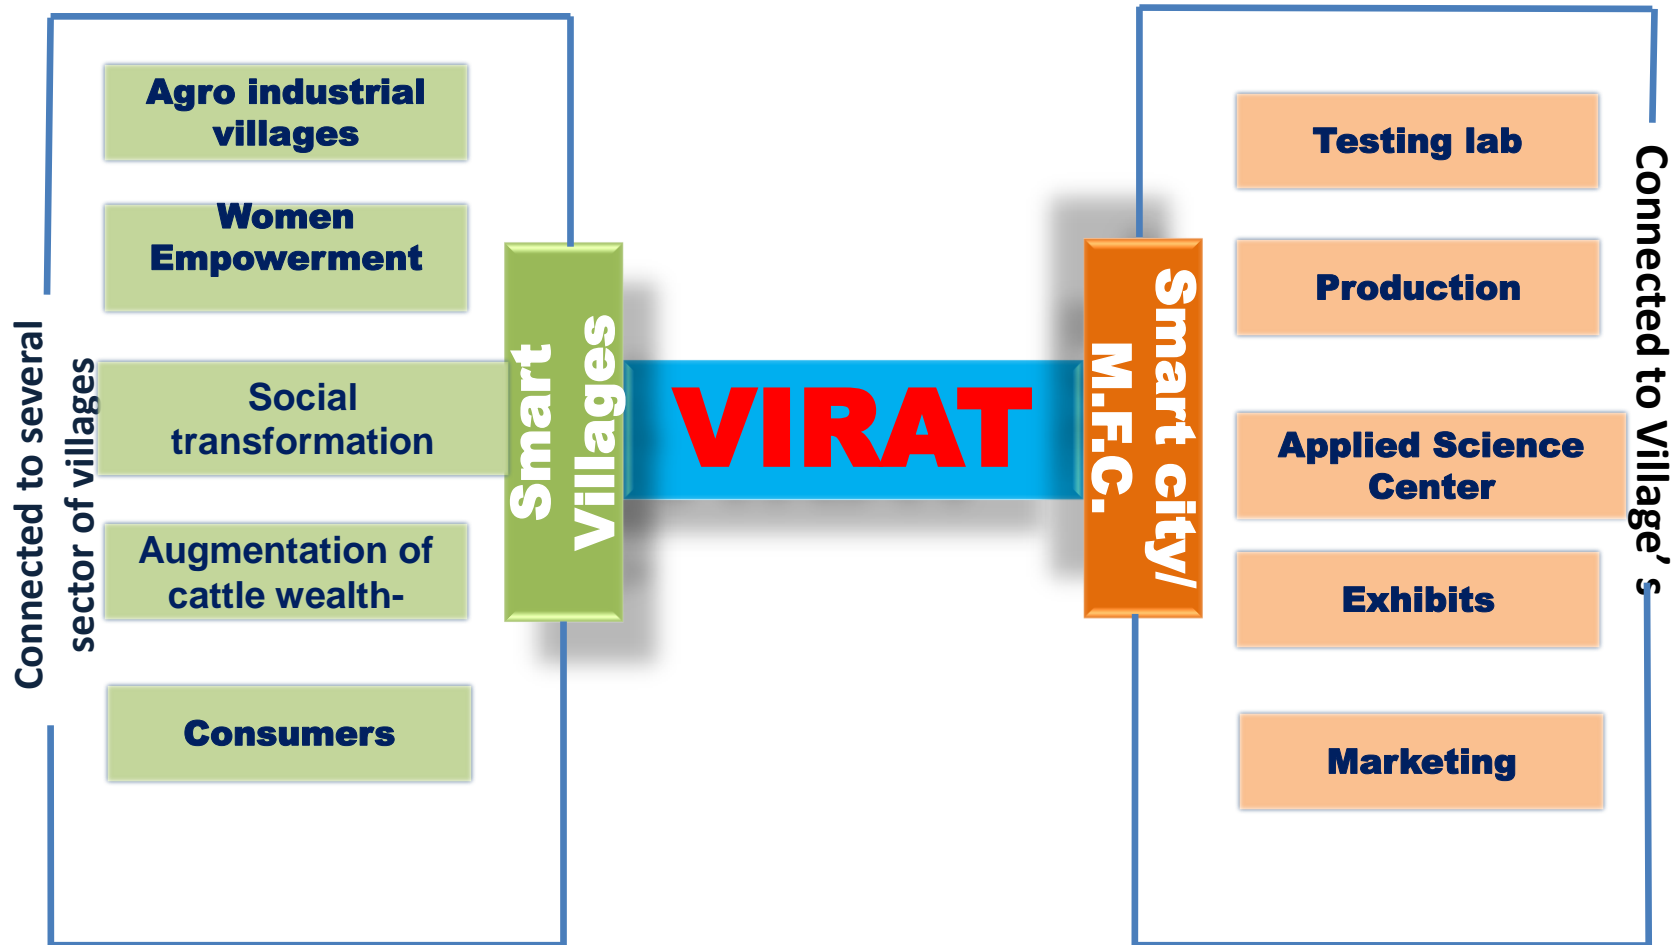 Connected to several
sector of villages
Agro industrial
villages
Women
Empowerment
Social
transformation
Augmentation of
cattle wealth-
Consumers
Smart
Villages
VIRAT
Smart city/
M.F.C.
Testing lab
Production
Applied Science
Center
Exhibits
Marketing
Connected to Village’ s